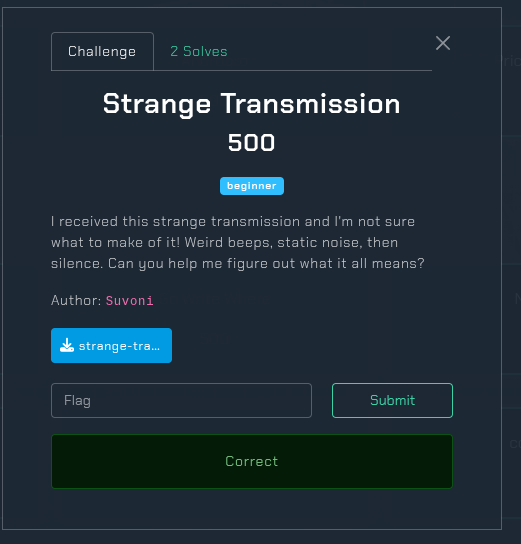 Challenge
2 Solves
Strange Transmission
500
beginner
I received this strange transmission and I'm not sure
what to make of it! Weird beeps, static noise, then
silence. Can you help me figure out what it all means?
Author: Suvoni
strange-tra...
Flag
Submit
Correct